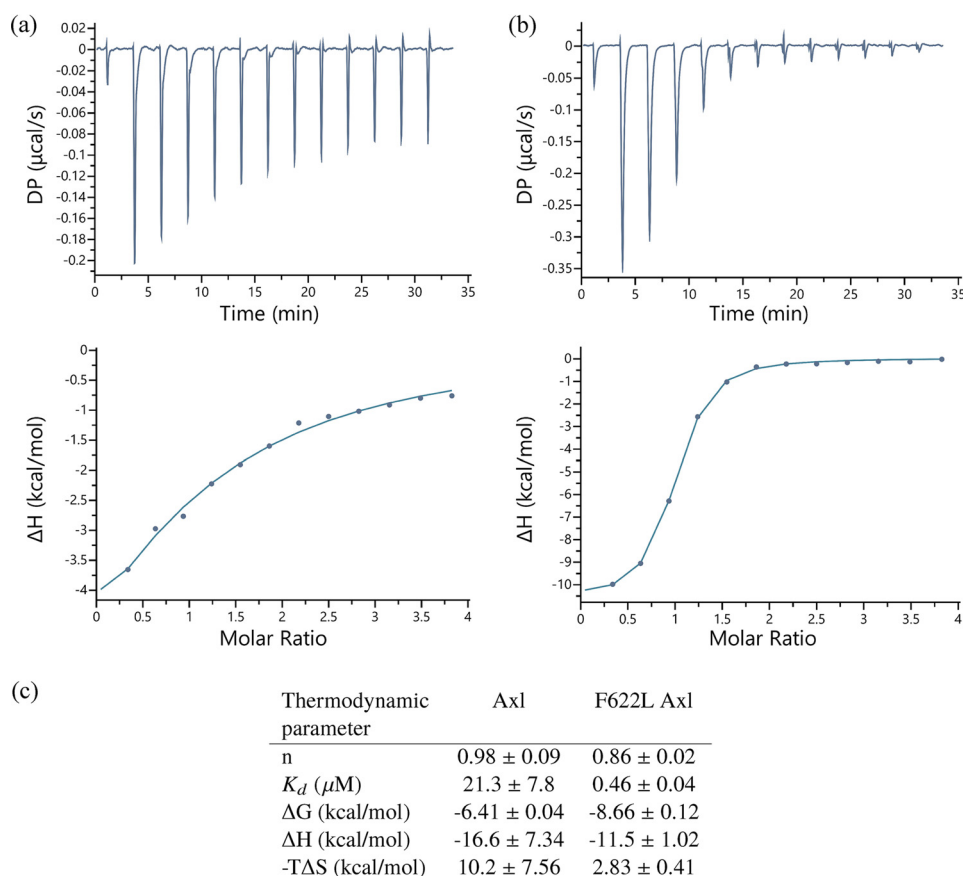 (a)
0.02
0
-0.02
-0.04
-0.06
-0.08
-0.1
-0.12
-0.14
-0.16
-0.18
-0.2
DP (µcal/s)
0 5 10 15 20 25 30 35
Time (min)
(b)
0
-0.05
-0.1
-0.15
-0.2
-0.25
-0.3
-0.35
DP (µcal/s)
0 5 10 15 20 25 30 35
Time (min)
0
-0.5
-1
-1.5
-2
-2.5
-3
-3.5
-4
ΔH (kcal/mol)
0 0.5 1 1.5 2 2.5 3 3.5 4
Molar Ratio
0
-1
-2
-3
-4
-5
-6
-7
-8
-9
-10
ΔH (kcal/mol)
0 0.5 1 1.5 2 2.5 3 3.5 4
Molar Ratio
(c)
Thermodynamic Axl F622L Axl
parameter
n 0.98 ± 0.09 0.86 ± 0.02
Kd (µM) 21.3 ± 7.8 0.46 ± 0.04
ΔG (kcal/mol) -6.41 ± 0.04 -8.66 ± 0.12
ΔH (kcal/mol) -16.6 ± 7.34 -11.5 ± 1.02
-TΔS (kcal/mol) 10.2 ± 7.56 2.83 ± 0.41